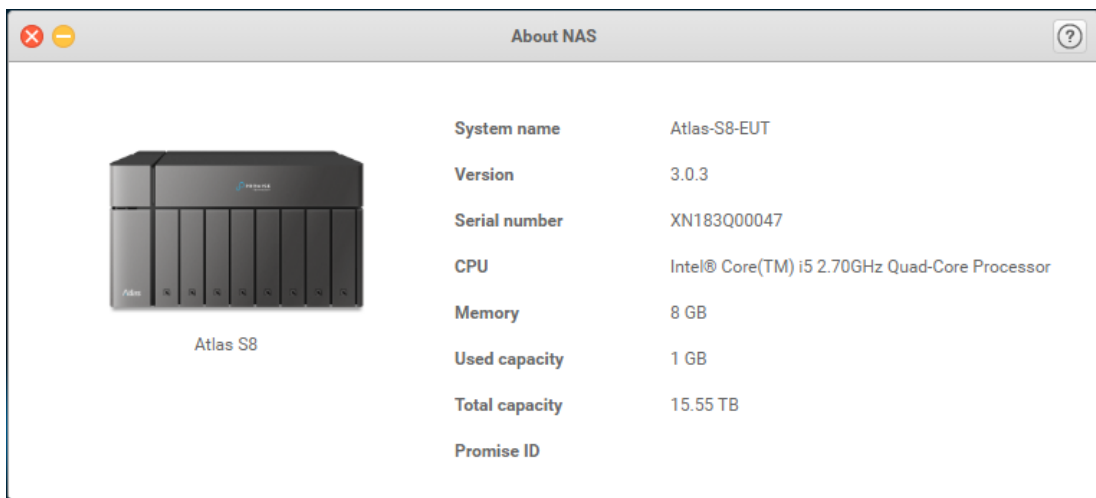 About NAS
?
System name Atlas-S8-EUT
Version 3.0.3
Serial number XN183Q00047
CPU Intel® Core(TM) i5 2.70GHz Quad-Core Processor
Memory 8 GB
Used capacity 1 GB
Total capacity 15.55 TB
Promise ID
PROMISE
Atlas
Atlas S8